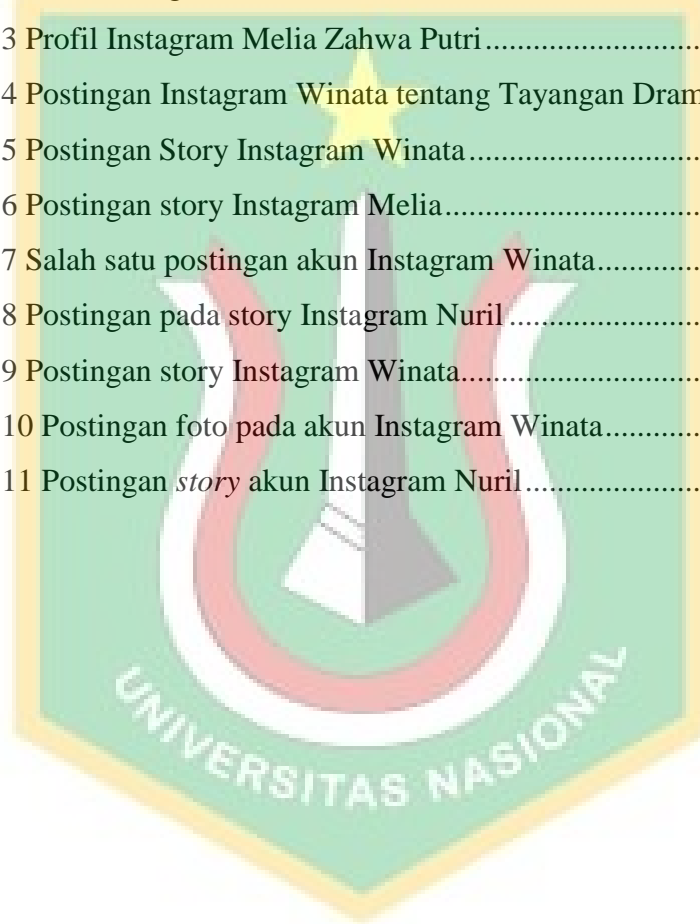 3 Profil Instagram Melia Zahwa Putri.......................
4 Postingan Instagram Winata tentang Tayangan Dram
5 Postingan Story Instagram Winata.........................
6 Postingan story Instagram Melia............................
7 Salah satu postingan akun Instagram Winata............
8 Postingan pada story Instagram Nuril.....................
9 Postingan story Instagram Winata..........................
10 Postingan foto pada akun Instagram Winata...........
11 Postingan story akun Instagram Nuril....................
UNIVERSITAS NASIONAL